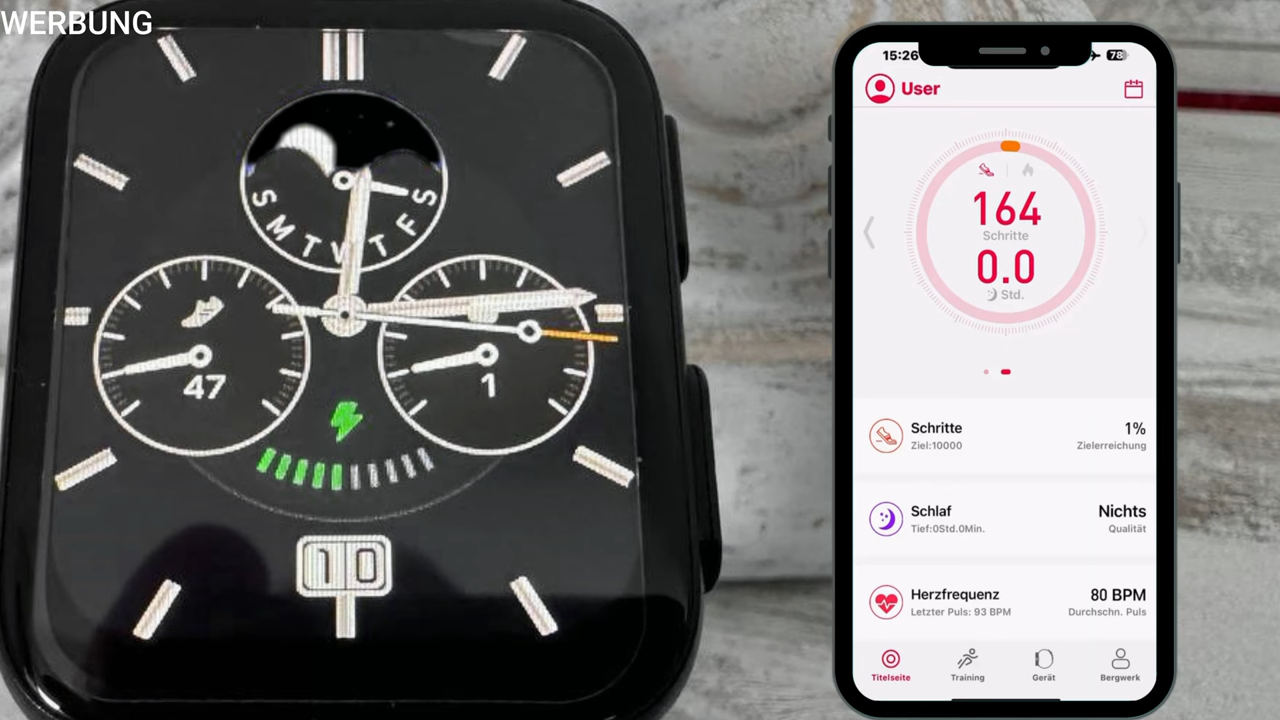 WERBUNG
S M T W T F S
47
1
10
15:26
78
User
164
Schritte
0.0
Std.
Schritte
Ziel:10000
1%
Zielerreichung
Schlaf
Tief:0Std.0Min.
Nichts
Qualität
Herzfrequenz
Letzter Puls: 93 BPM
80 BPM
Durchschn. Puls
Titelseite Training Gerät Bergwerk